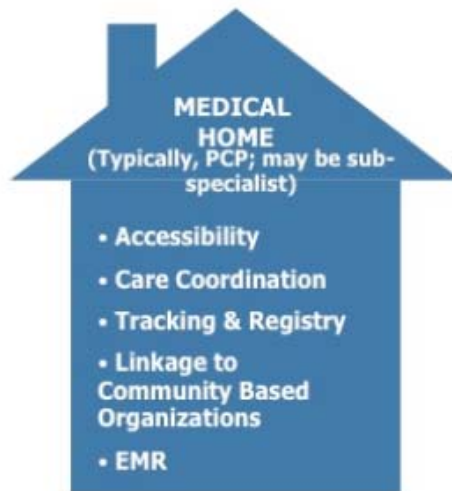 MEDICAL
HOME
(Typically, PCP; may be sub-
specialist)
• Accessibility
• Care Coordination
• Tracking & Registry
• Linkage to
Community Based
Organizations
• EMR